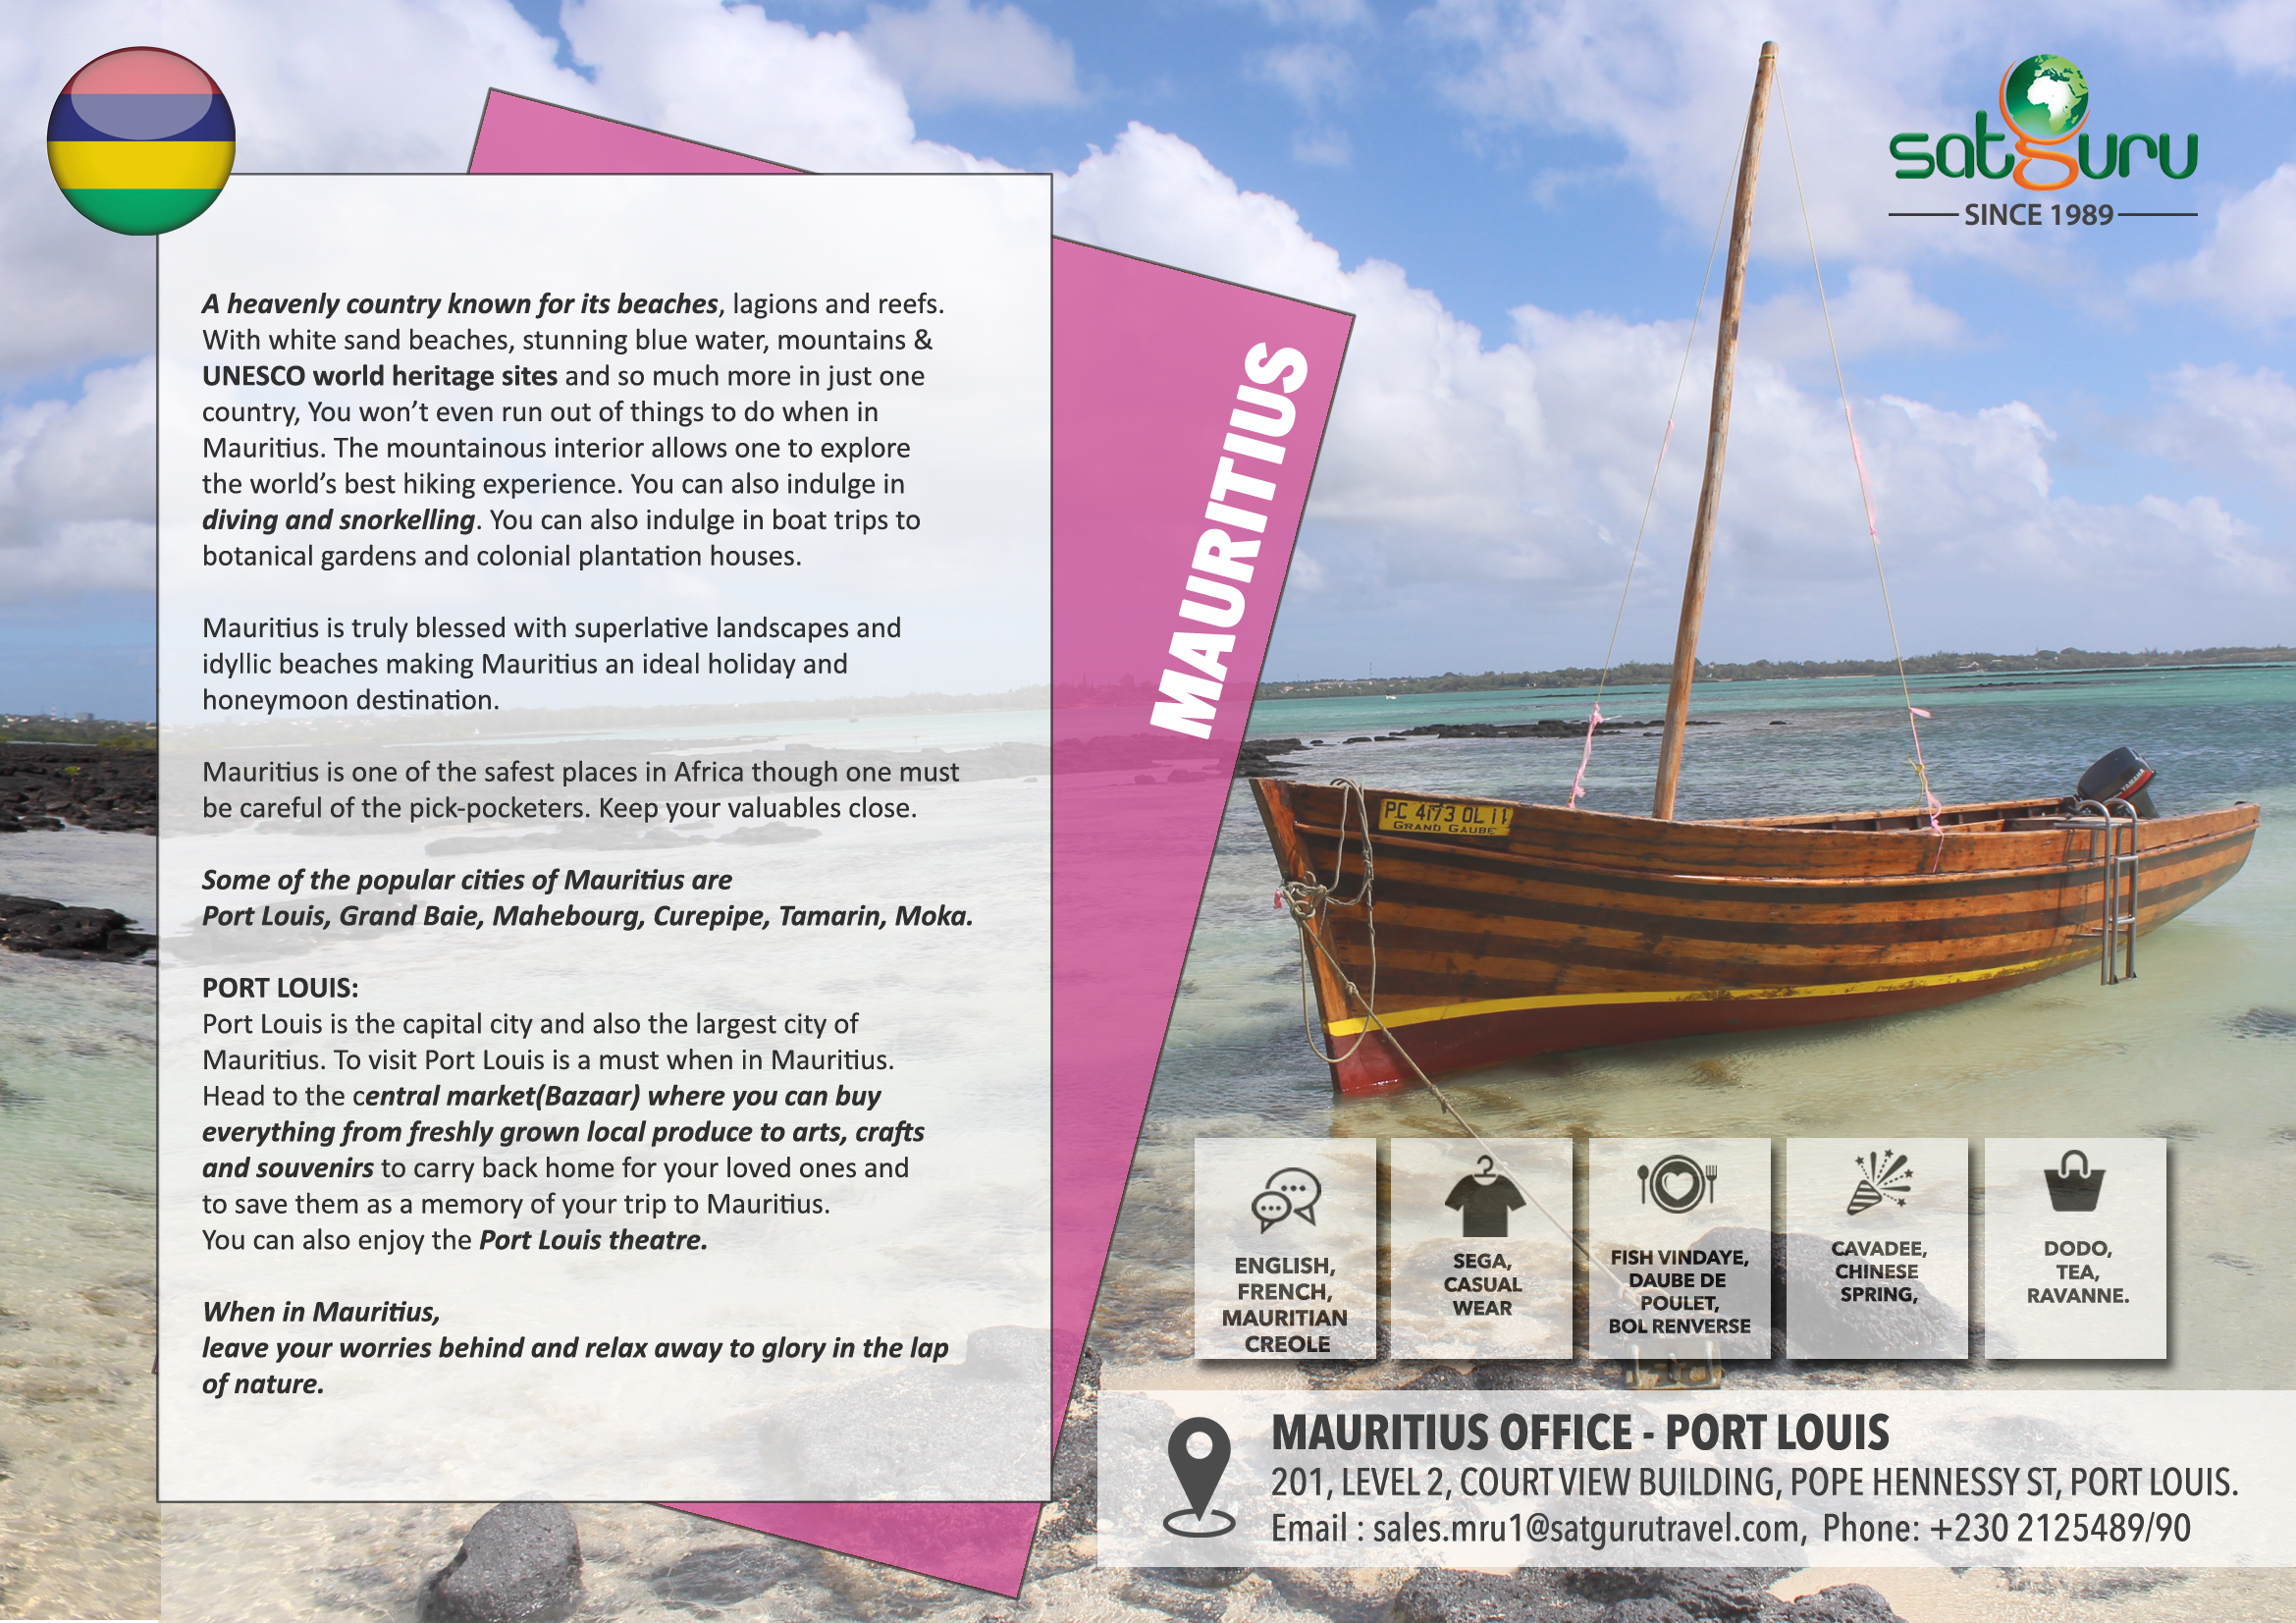 satguru
SINCE 1989
A heavenly country known for its beaches, lagions and reefs.
With white sand beaches, stunning blue water, mountains &
UNESCO world heritage sites and so much more in just one
country, You won’t even run out of things to do when in
Mauritius. The mountainous interior allows one to explore
the world’s best hiking experience. You can also indulge in
diving and snorkelling. You can also indulge in boat trips to
botanical gardens and colonial plantation houses.
Mauritius is truly blessed with superlative landscapes and
idyllic beaches making Mauritius an ideal holiday and
honeymoon destination.
Mauritius is one of the safest places in Africa though one must
be careful of the pick-pocketers. Keep your valuables close.
Some of the popular cities of Mauritius are
Port Louis, Grand Baie, Mahebourg, Curepipe, Tamarin, Moka.
PORT LOUIS:
Port Louis is the capital city and also the largest city of
Mauritius. To visit Port Louis is a must when in Mauritius.
Head to the central market(Bazaar) where you can buy
everything from freshly grown local produce to arts, crafts
and souvenirs to carry back home for your loved ones and
to save them as a memory of your trip to Mauritius.
You can also enjoy the Port Louis theatre.
When in Mauritius,
leave your worries behind and relax away to glory in the lap
of nature.
MAURITIUS
YAMAHA
PC 4173 OL 11
GRAND GAUBE
ENGLISH,
FRENCH,
MAURITIAN
CREOLE
SEGA,
CASUAL
WEAR
FISH VINDAYE,
DAUBE DE
POULET,
BOL RENVERSE
CAVADEE,
CHINESE
SPRING,
DODO,
TEA,
RAVANNE.
MAURITIUS OFFICE - PORT LOUIS
201, LEVEL 2, COURT VIEW BUILDING, POPE HENNESSY ST, PORT LOUIS.
Email : sales.mru1@satgurutravel.com, Phone: +230 2125489/90